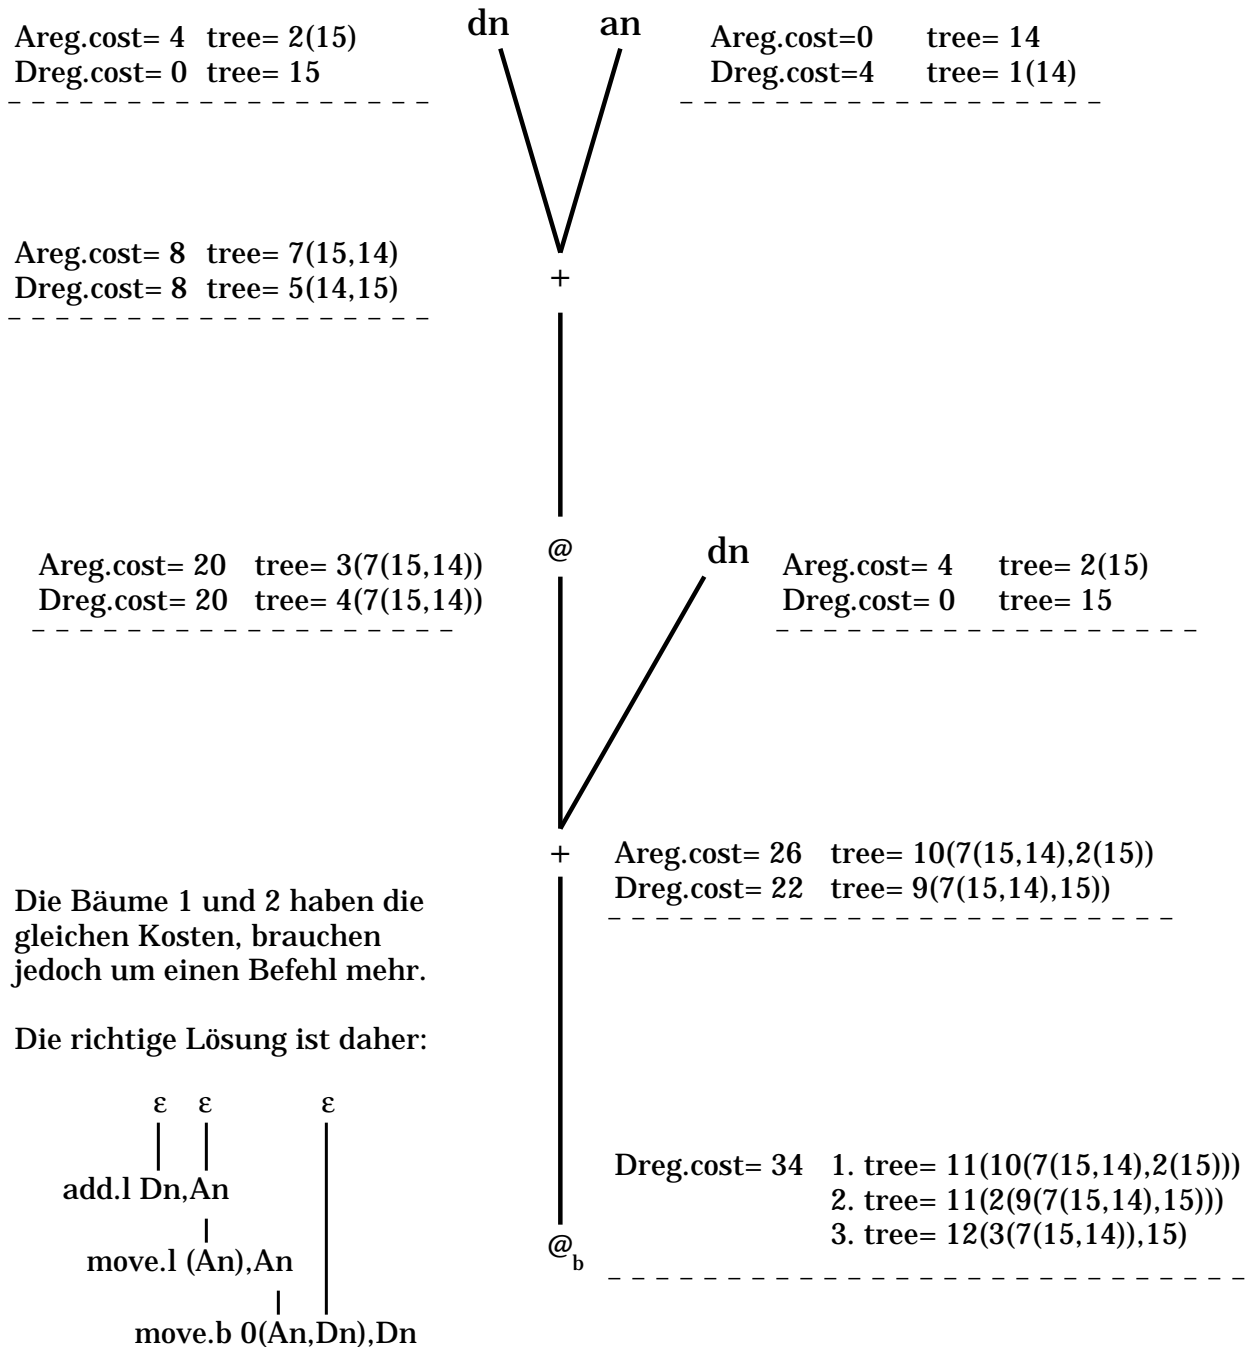 dn an
Areg.cost= 4 tree= 2(15)
Dreg.cost= 0 tree= 15
Areg.cost=0 tree= 14
Dreg.cost=4 tree= 1(14)
Areg.cost= 8 tree= 7(15,14)
Dreg.cost= 8 tree= 5(14,15)
+
Areg.cost= 20 tree= 3(7(15,14))
Dreg.cost= 20 tree= 4(7(15,14))
@
dn
Areg.cost= 4 tree= 2(15)
Dreg.cost= 0 tree= 15
+
Areg.cost= 26 tree= 10(7(15,14),2(15))
Dreg.cost= 22 tree= 9(7(15,14),15))
Die Bäume 1 und 2 haben die
gleichen Kosten, brauchen
jedoch um einen Befehl mehr.
Die richtige Lösung ist daher:
ε ε ε
add.l Dn,An
move.l (An),An
move.b 0(An,Dn),Dn
@b
Dreg.cost= 34 1. tree= 11(10(7(15,14),2(15)))
2. tree= 11(2(9(7(15,14),15)))
3. tree= 12(3(7(15,14)),15)